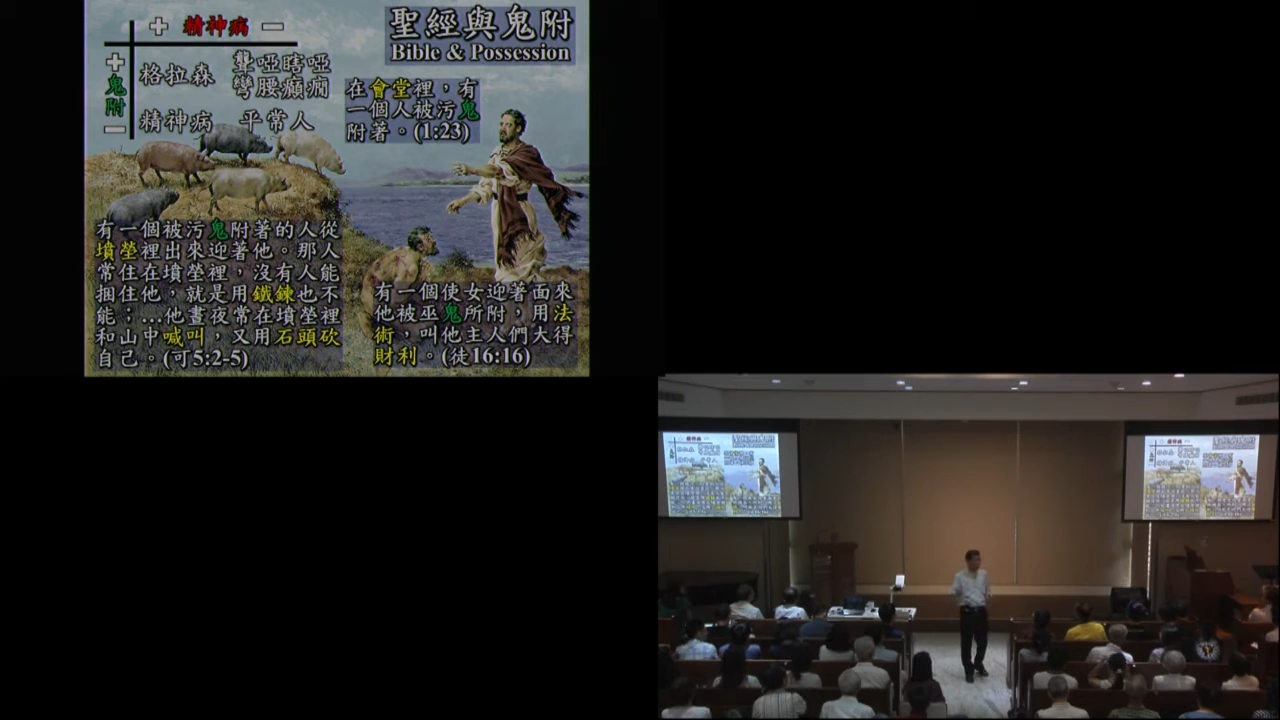 聖經與鬼附
Bible & Possession
+ 精神病 −
+
鬼附
−
格拉森
聾啞瞎啞
彎腰癲癇
精神病 平常人
在會堂裡，有
一個人被污鬼
附著。(1:23)
有一個被污鬼附著的人從
墳塋裡出來迎著他。那人
常住在墳塋裡，沒有人能
捆住他，就是用鐵鍊也不
能；...他晝夜常在墳塋裡
和山中喊叫，又用石頭砍
自己。(可5:2-5)
有一個使女迎著面來
他被巫鬼所附，用法
術，叫他主人們大得
財利。(徒16:16)